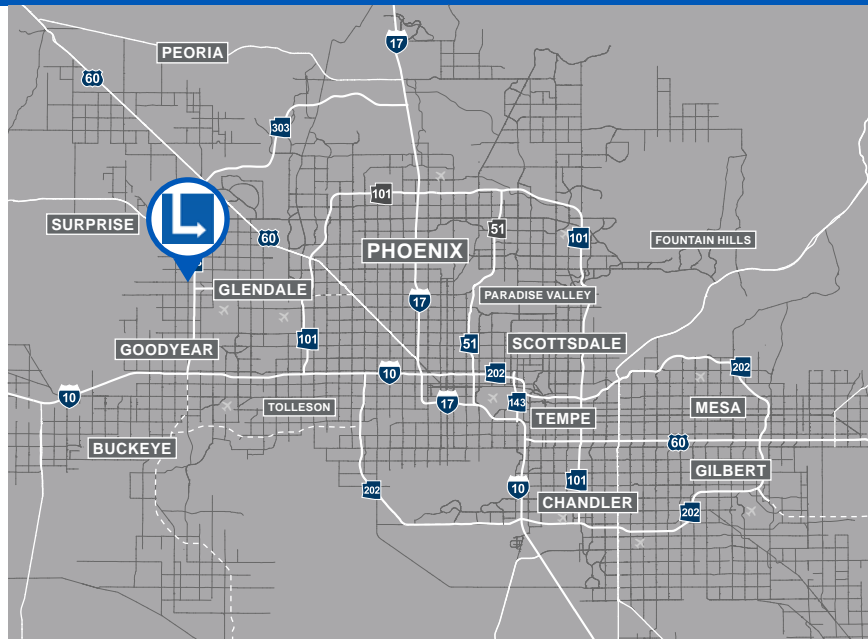 PEORIA
17
60
303
101
SURPRISE
51
60
101
PHOENIX
FOUNTAIN HILLS
GLENDALE
PARADISE VALLEY
17
101
51
SCOTTSDALE
GOODYEAR
202
10
202
10
17
143
TOLLESON
MESA
TEMPE
60
BUCKEYE
GILBERT
101
202
10
CHANDLER
202